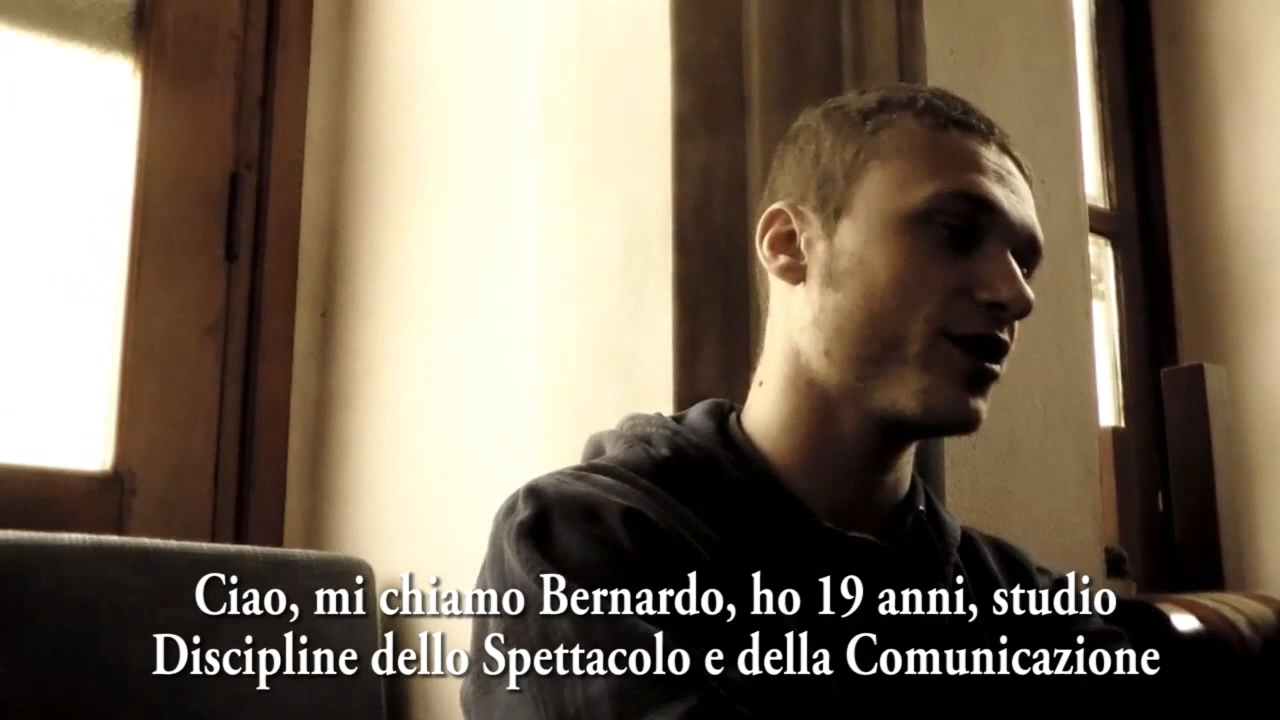 Ciao, mi chiamo Bernardo, ho 19 anni, studio
Discipline dello Spettacolo e della Comunicazione